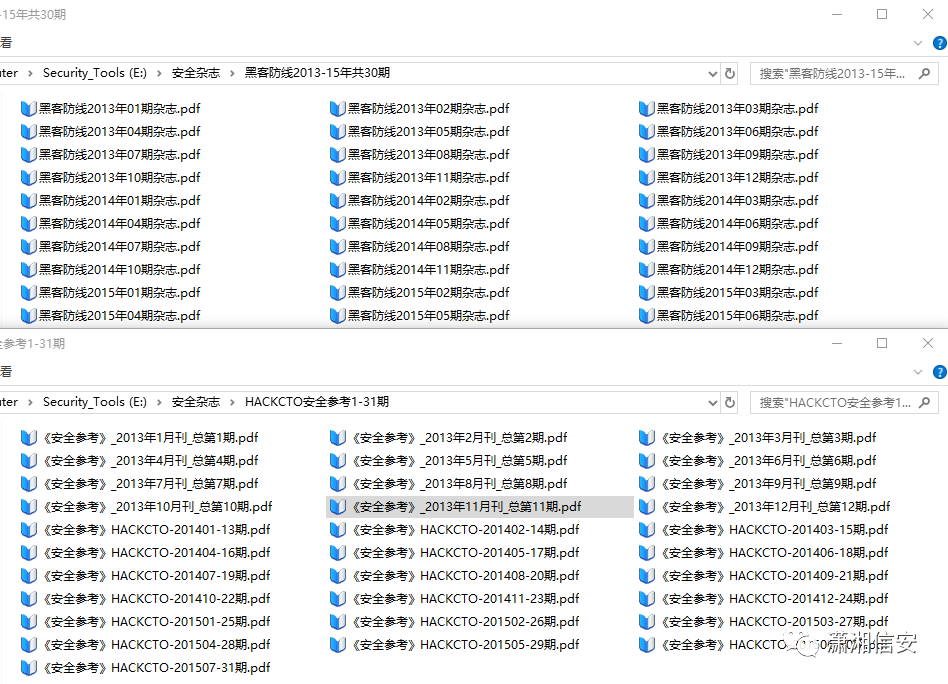 -15年共30期
看
uter › Security_Tools (E:) › 安全杂志 › 黑客防线2013-15年共30期 搜索"黑客防线2013-15年...
黑客防线2013年01期杂志.pdf 黑客防线2013年02期杂志.pdf 黑客防线2013年03期杂志.pdf
黑客防线2013年04期杂志.pdf 黑客防线2013年05期杂志.pdf 黑客防线2013年06期杂志.pdf
黑客防线2013年07期杂志.pdf 黑客防线2013年08期杂志.pdf 黑客防线2013年09期杂志.pdf
黑客防线2013年10期杂志.pdf 黑客防线2013年11期杂志.pdf 黑客防线2013年12期杂志.pdf
黑客防线2014年01期杂志.pdf 黑客防线2014年02期杂志.pdf 黑客防线2014年03期杂志.pdf
黑客防线2014年04期杂志.pdf 黑客防线2014年05期杂志.pdf 黑客防线2014年06期杂志.pdf
黑客防线2014年07期杂志.pdf 黑客防线2014年08期杂志.pdf 黑客防线2014年09期杂志.pdf
黑客防线2014年10期杂志.pdf 黑客防线2014年11期杂志.pdf 黑客防线2014年12期杂志.pdf
黑客防线2015年01期杂志.pdf 黑客防线2015年02期杂志.pdf 黑客防线2015年03期杂志.pdf
黑客防线2015年04期杂志.pdf 黑客防线2015年05期杂志.pdf 黑客防线2015年06期杂志.pdf
全参考1-31期
看
uter › Security_Tools (E:) › 安全杂志 › HACKCTO安全参考1-31期 搜索"HACKCTO安全参考1...
《安全参考》_2013年1月刊_总第1期.pdf 《安全参考》_2013年2月刊_总第2期.pdf 《安全参考》_2013年3月刊_总第3期.pdf
《安全参考》_2013年4月刊_总第4期.pdf 《安全参考》_2013年5月刊_总第5期.pdf 《安全参考》_2013年6月刊_总第6期.pdf
《安全参考》_2013年7月刊_总第7期.pdf 《安全参考》_2013年8月刊_总第8期.pdf 《安全参考》_2013年9月刊_总第9期.pdf
《安全参考》_2013年10月刊_总第10期.pdf 《安全参考》_2013年11月刊_总第11期.pdf 《安全参考》_2013年12月刊_总第12期.pdf
《安全参考》HACKCTO-201401-13期.pdf 《安全参考》HACKCTO-201402-14期.pdf 《安全参考》HACKCTO-201403-15期.pdf
《安全参考》HACKCTO-201404-16期.pdf 《安全参考》HACKCTO-201405-17期.pdf 《安全参考》HACKCTO-201406-18期.pdf
《安全参考》HACKCTO-201407-19期.pdf 《安全参考》HACKCTO-201408-20期.pdf 《安全参考》HACKCTO-201409-21期.pdf
《安全参考》HACKCTO-201410-22期.pdf 《安全参考》HACKCTO-201411-23期.pdf 《安全参考》HACKCTO-201412-24期.pdf
《安全参考》HACKCTO-201501-25期.pdf 《安全参考》HACKCTO-201502-26期.pdf 《安全参考》HACKCTO-201503-27期.pdf
《安全参考》HACKCTO-201504-28期.pdf 《安全参考》HACKCTO-201505-29期.pdf 《安全参考》HACKCTO
潇湘信安
《安全参考》HACKCTO-201507-31期.pdf